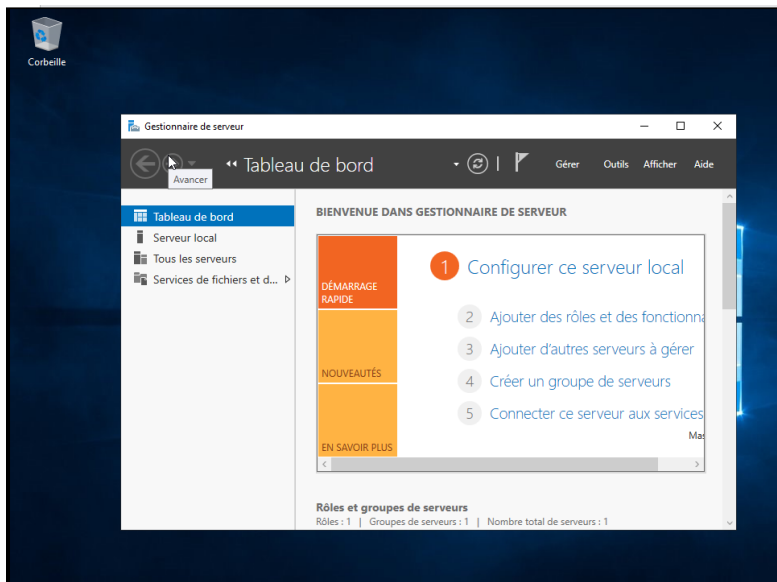 Corbeille
Gestionnaire de serveur
Tableau de bord
Gérer Outils Afficher Aide
Avancer
Tableau de bord
Serveur local
Tous les serveurs
Services de fichiers et d...
BIENVENUE DANS GESTIONNAIRE DE SERVEUR
DÉMARRAGE
RAPIDE
NOUVEAUTÉS
EN SAVOIR PLUS
1 Configurer ce serveur local
2 Ajouter des rôles et des fonctionna
3 Ajouter d'autres serveurs à gérer
4 Créer un groupe de serveurs
5 Connecter ce serveur aux services
Mas
Rôles et groupes de serveurs
Rôles : 1 | Groupes de serveurs : 1 | Nombre total de serveurs : 1